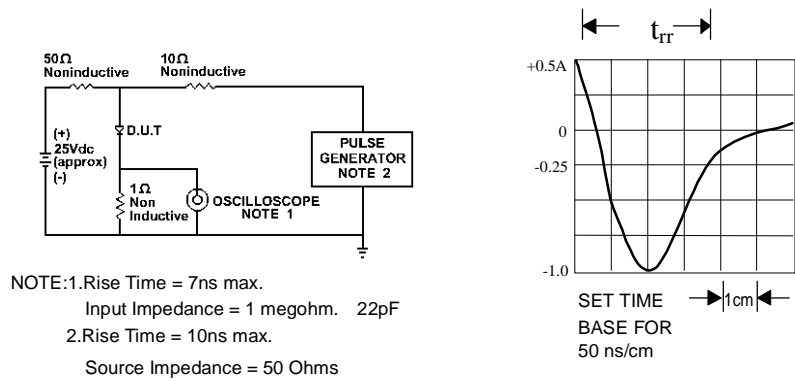 50Ω
Noninductive
10Ω
Noninductive
(+)
25Vdc
(approx)
(-)
D.U.T
1Ω
Non
Inductive
OSCILLOSCOPE
NOTE 1
PULSE
GENERATOR
NOTE 2
NOTE:1.Rise Time = 7ns max.
Input Impedance = 1 megohm. 22pF
2.Rise Time = 10ns max.
Source Impedance = 50 Ohms
trr
+0.5A
0
-0.25
-1.0
SET TIME
BASE FOR
50 ns/cm
1cm